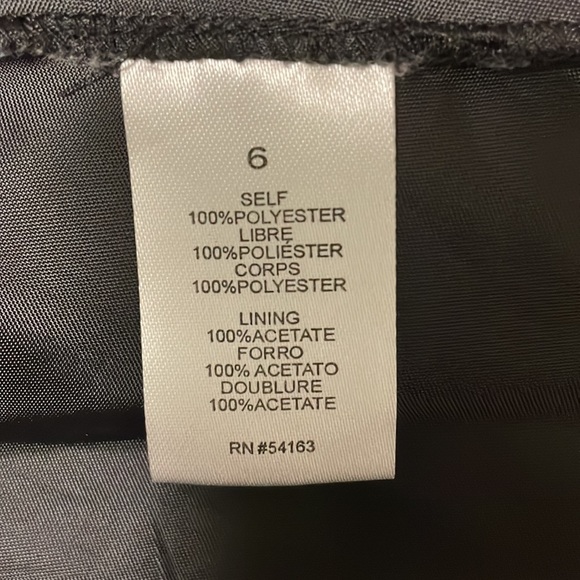 6
SELF
100%POLYESTER
LIBRE
100%POLIÉSTER
CORPS
100%POLYESTER
LINING
100%ACETATE
FORRO
100% ACETATO
DOUBLURE
100%ACETATE
RN #54163